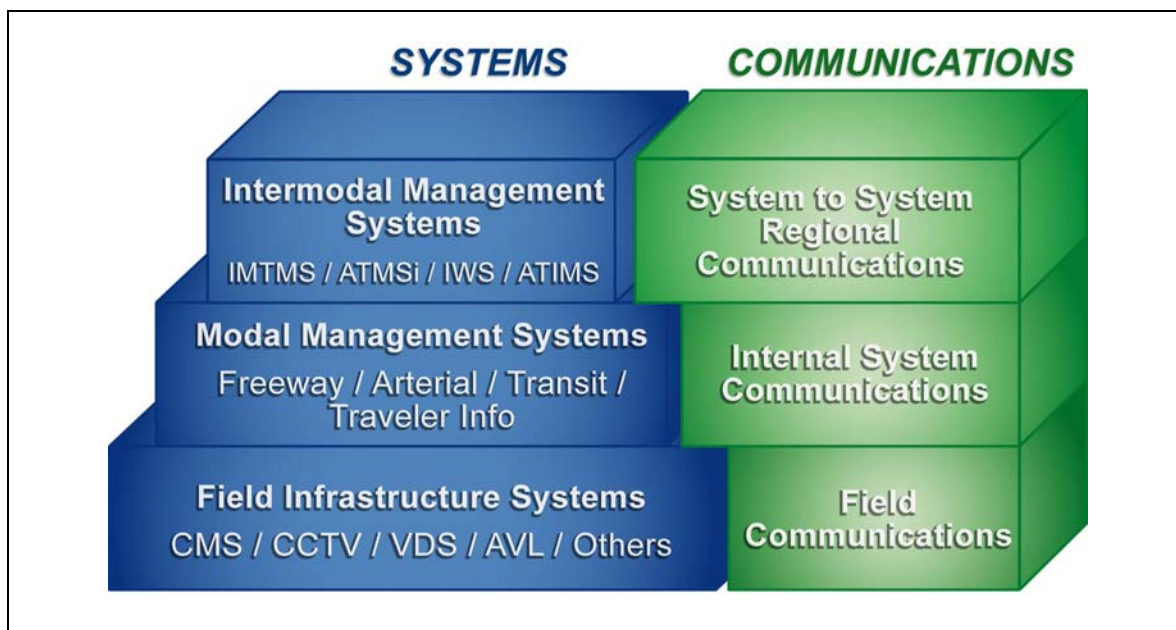 SYSTEMS
COMMUNICATIONS
Intermodal Management
Systems
IMTMS / ATMSi / IWS / ATIMS
System to System
Regional
Communications
Modal Management Systems
Freeway / Arterial / Transit /
Traveler Info
Internal System
Communications
Field Infrastructure Systems
CMS / CCTV / VDS / AVL / Others
Field
Communications